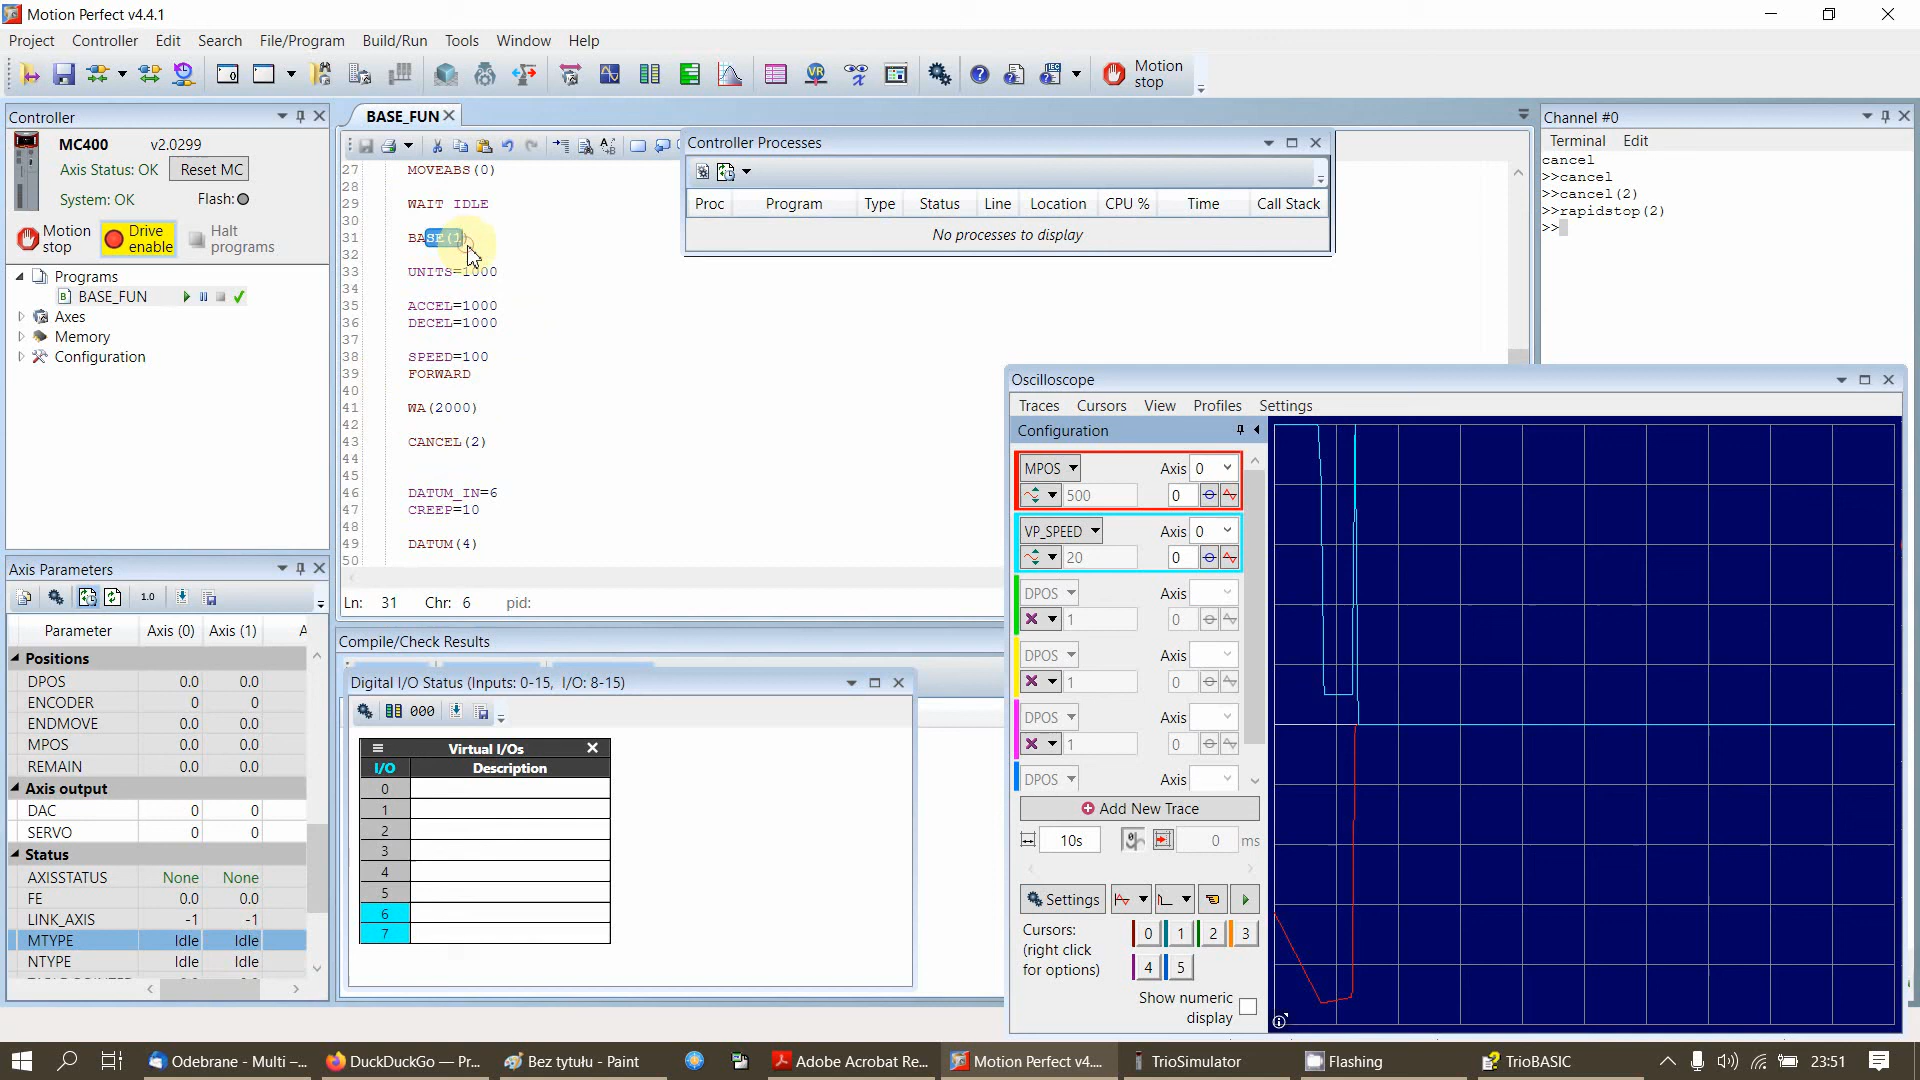 Motion Perfect v4.4.1
Project Controller Edit Search File/Program Build/Run Tools Window Help
Motion
stop
Controller
MC400 v2.0299
Axis Status: OK Reset MC
System: OK Flash:
Motion
stop
Drive
enable
Halt
programs
Programs
BASE_FUN
Axes
Memory
Configuration
BASE_FUN
27 MOVEABS(0)
28
29 WAIT IDLE
30
31 BASE(1)
32
33 UNITS=1000
34
35 ACCEL=1000
36 DECEL=1000
37
38 SPEED=100
39 FORWARD
40
41 WA(2000)
42
43 CANCEL(2)
44
45
46 DATUM_IN=6
47 CREEP=10
48
49 DATUM(4)
50
Ln: 31 Chr: 6 pid:
Controller Processes
Proc Program Type Status Line Location CPU % Time Call Stack
No processes to display
Channel #0
Terminal Edit
cancel
>>cancel
>>cancel(2)
>>rapidstop(2)
>>
Axis Parameters
1.0
Parameter Axis (0) Axis (1) A
Positions
DPOS 0.0 0.0
ENCODER 0 0
ENDMOVE 0.0 0.0
MPOS 0.0 0.0
REMAIN 0.0 0.0
Axis output
DAC 0 0
SERVO 0 0
Status
AXISSTATUS None None
FE 0.0 0.0
LINK_AXIS -1 -1
MTYPE Idle Idle
NTYPE Idle Idle
Compile/Check Results
Digital I/O Status (Inputs: 0-15, I/O: 8-15)
000
Virtual I/Os
I/O Description
0
1
2
3
4
5
6
7
Oscilloscope
Traces Cursors View Profiles Settings
Configuration
MPOS Axis 0
500 0
VP_SPEED Axis 0
20 0
DPOS Axis
1 0
DPOS Axis
1 0
DPOS Axis
1 0
DPOS Axis
Add New Trace
10s 0 ms
Settings
Cursors:
(right click
for options)
0 1 2 3
4 5
Show numeric
display
Odebrane - Multi –... DuckDuckGo — Pr... Bez tytułu - Paint Adobe Acrobat Re... Motion Perfect v4.... TrioSimulator Flashing TrioBASIC 23:51